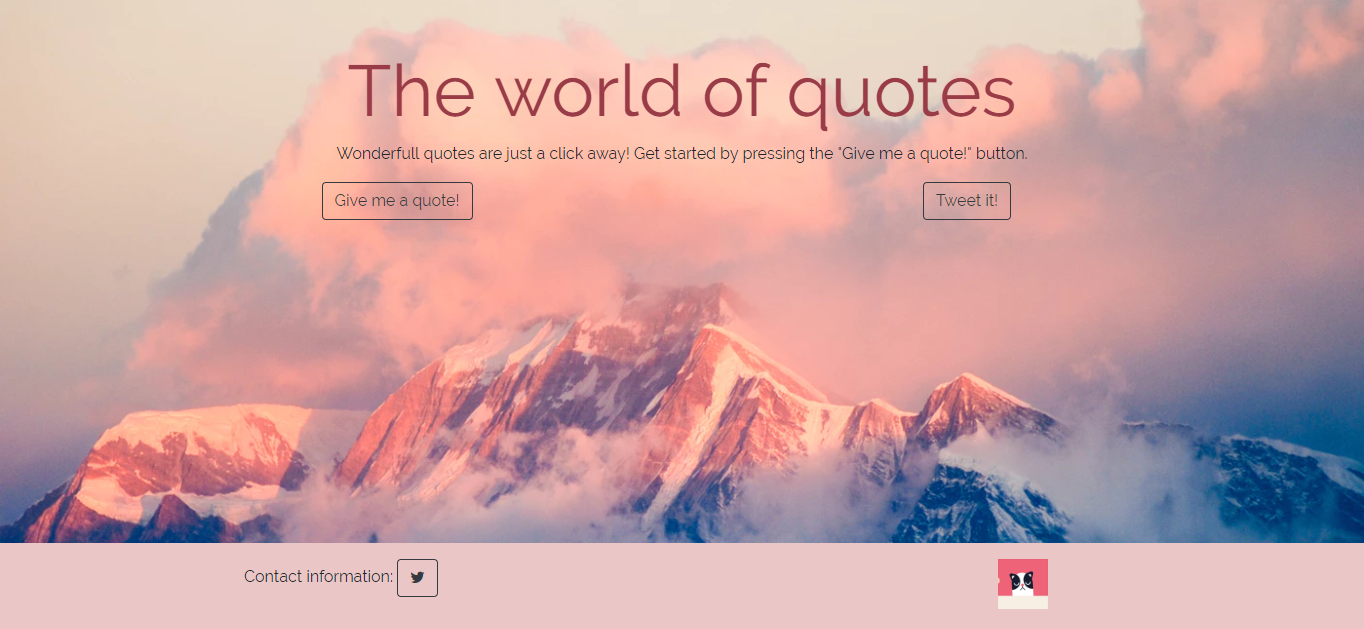 The world of quotes
Wonderfull quotes are just a click away! Get started by pressing the "Give me a quote!" button.
Give me a quote!
Tweet it!
Contact information: